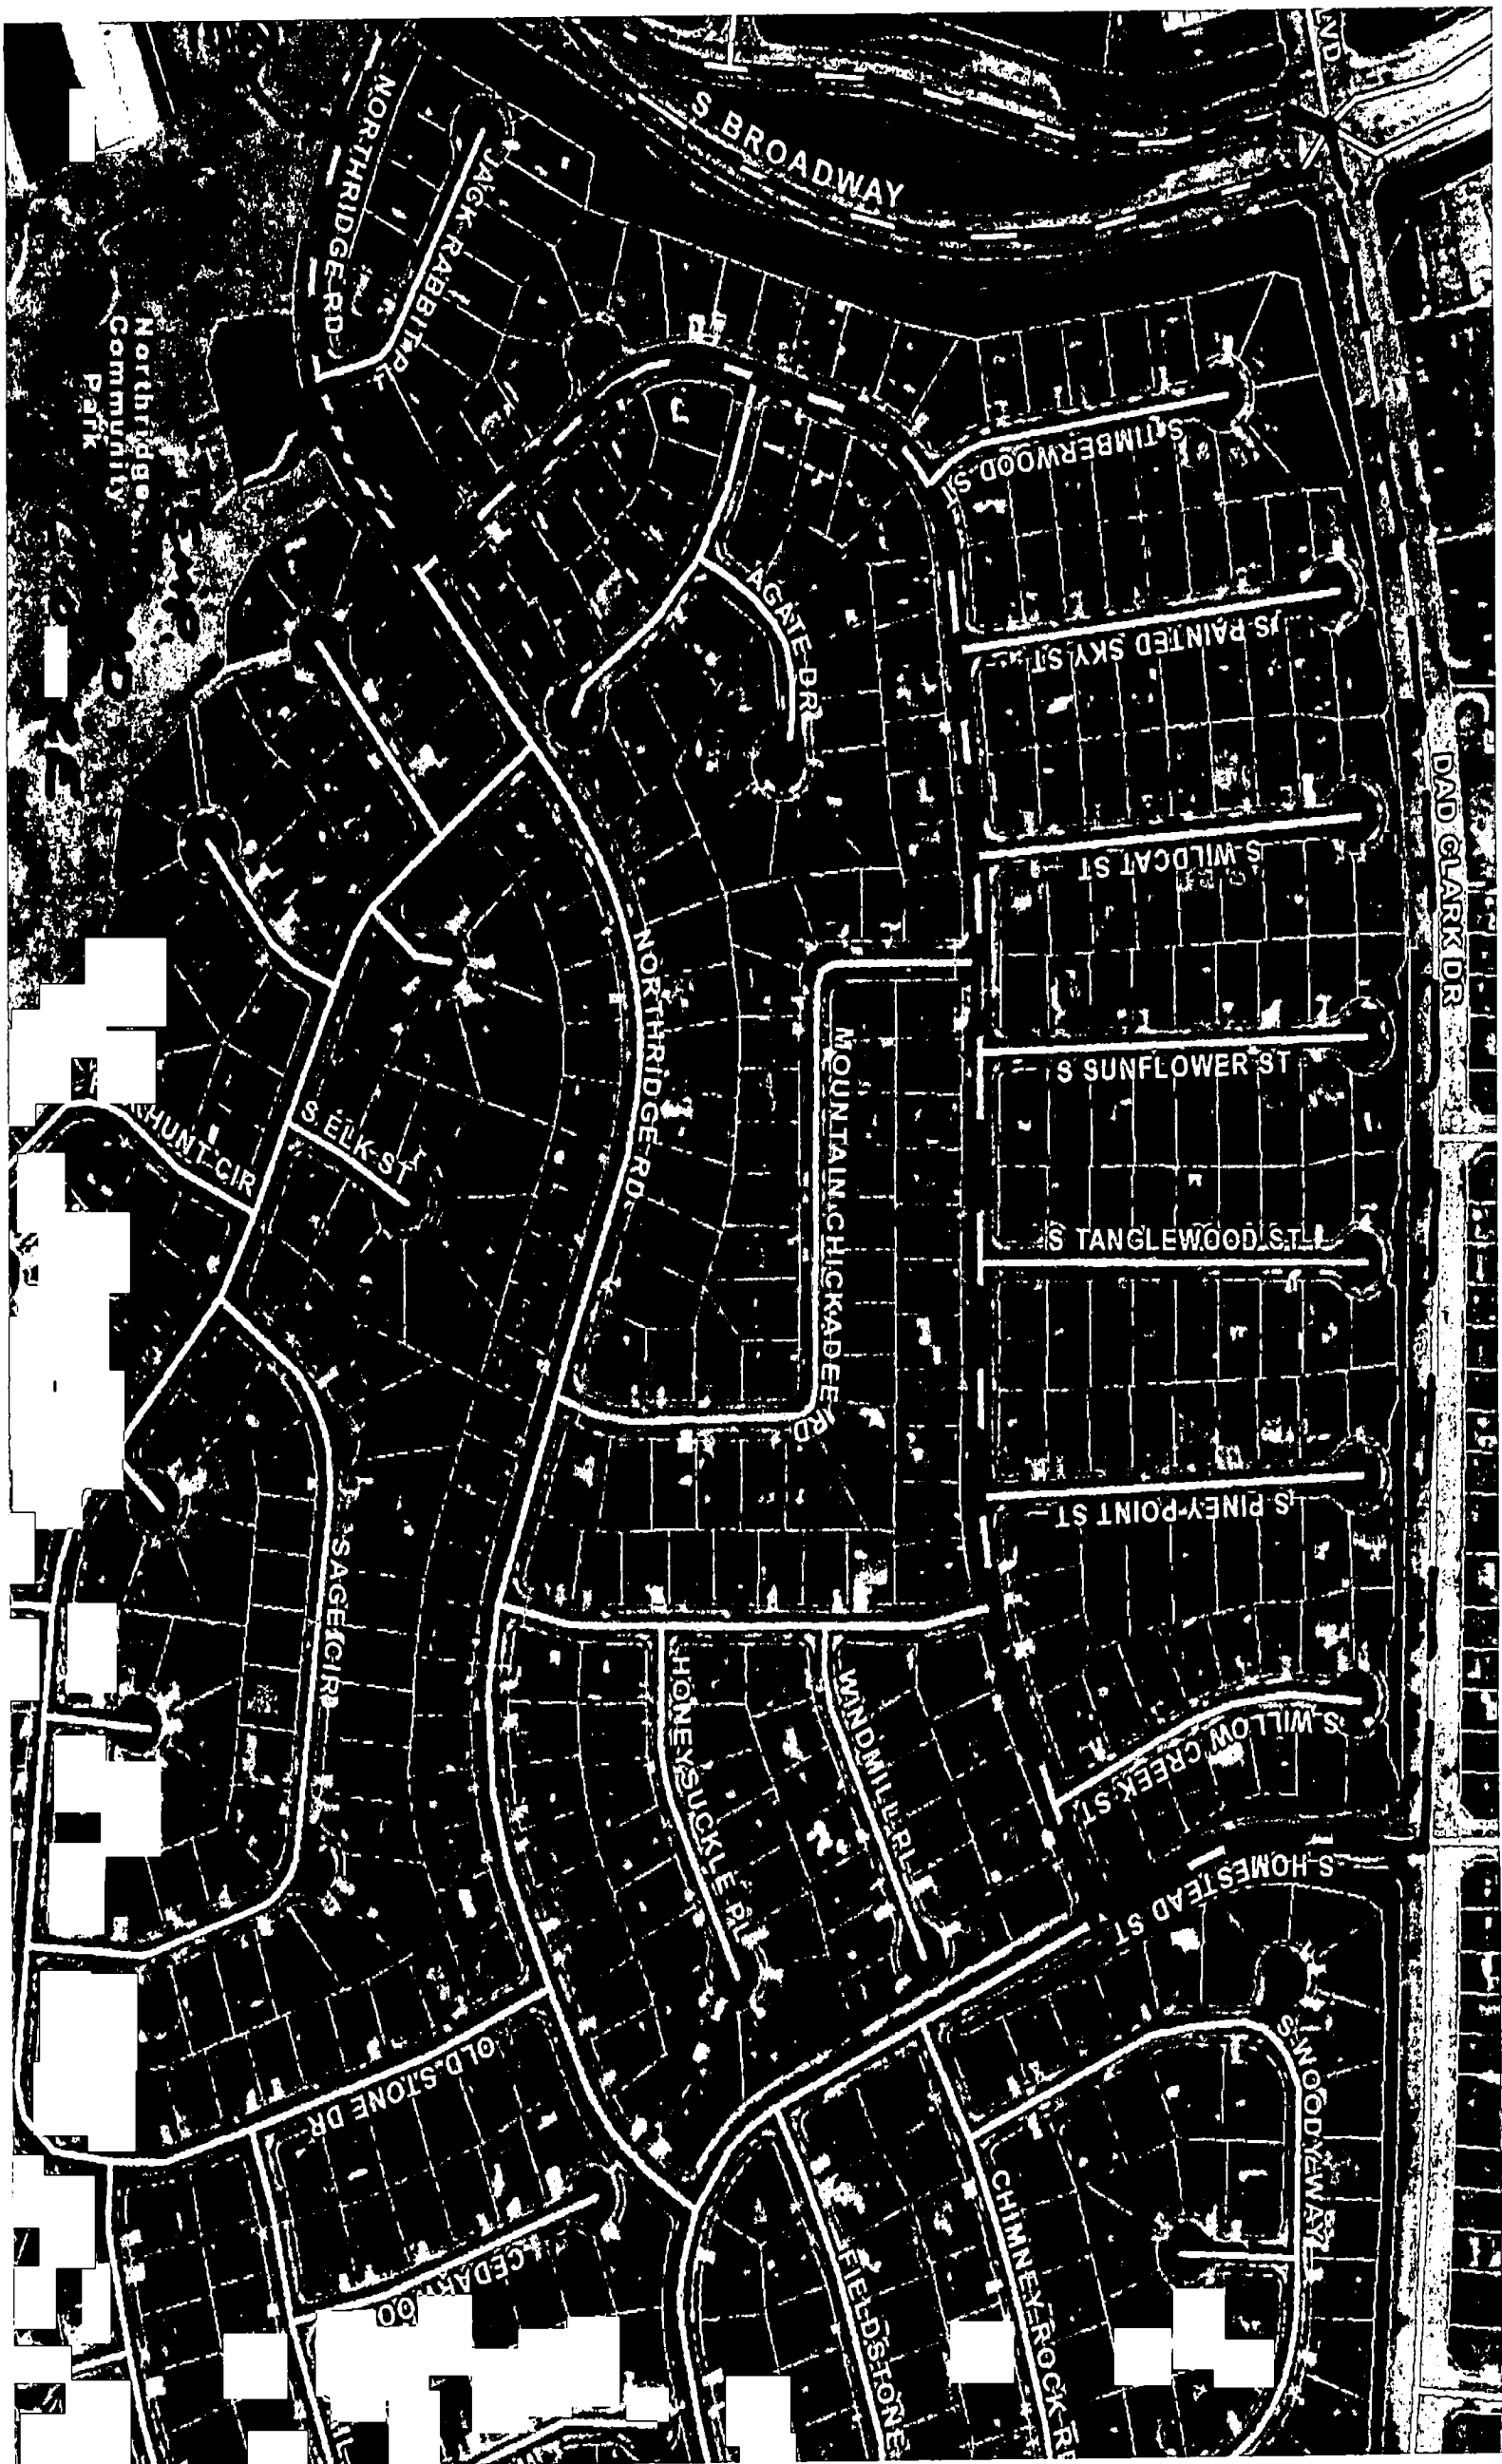 WD
S BROADWAY
NORTHRIDGE RD
JACK RABBIT PL
Northridge
Community
Park
S TIMBERWOOD ST
AGATE DR
S PAINTED SKY ST
DAD CLARK DR
S WILDCAT ST
NORTHRIDGE RD
MOUNTAIN CHICKADEE RD
S SUNFLOWER ST
S ELK ST
HUNT CIR
S TANGLEWOOD ST
S PINEY POINT ST
SAGE CIR
HONEYSUCKLE PL
WINDMILL PL
S WILLOW CREEK ST
S HOMESTEAD ST
OLD STONE DR
S WOODY WAY
CHIMNEY ROCK
FIELDSTONE